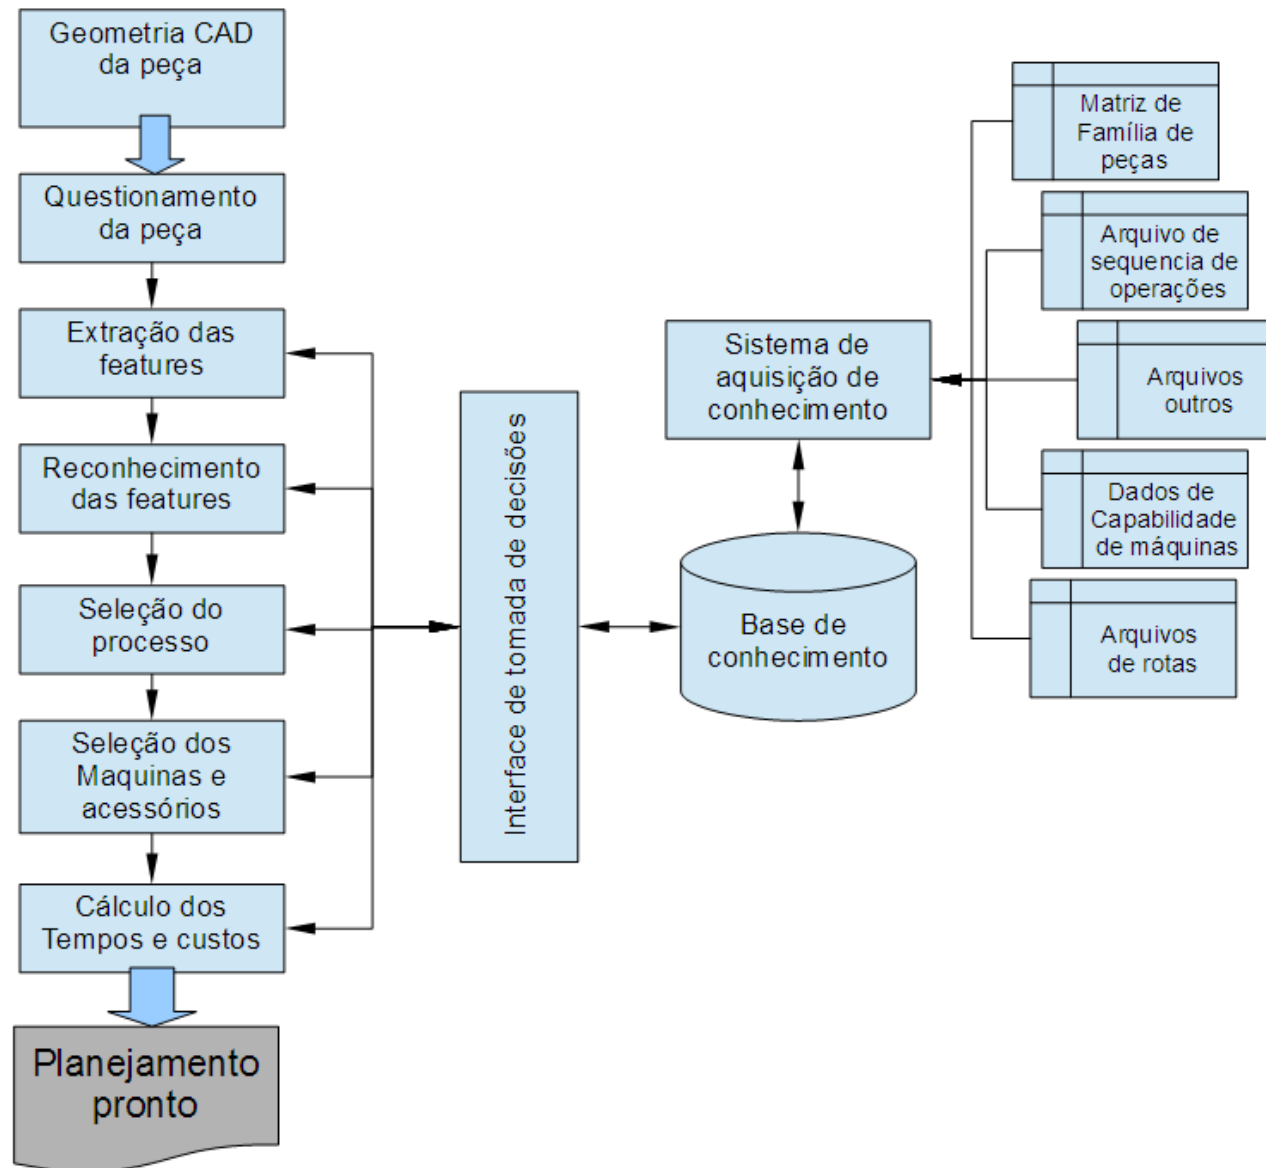 Geometria CAD
da peça
Questionamento
da peça
Extração das
features
Reconhecimento
das features
Seleção do
processo
Seleção dos
Maquinas e
acessórios
Cálculo dos
Tempos e custos
Planejamento
pronto
Interface de tomada de decisões
Sistema de
aquisição de
conhecimento
Base de
conhecimento
Matriz de
Família de
peças
Arquivo de
sequencia de
operações
Arquivos
outros
Dados de
Capabilidade
de máquinas
Arquivos
de rotas